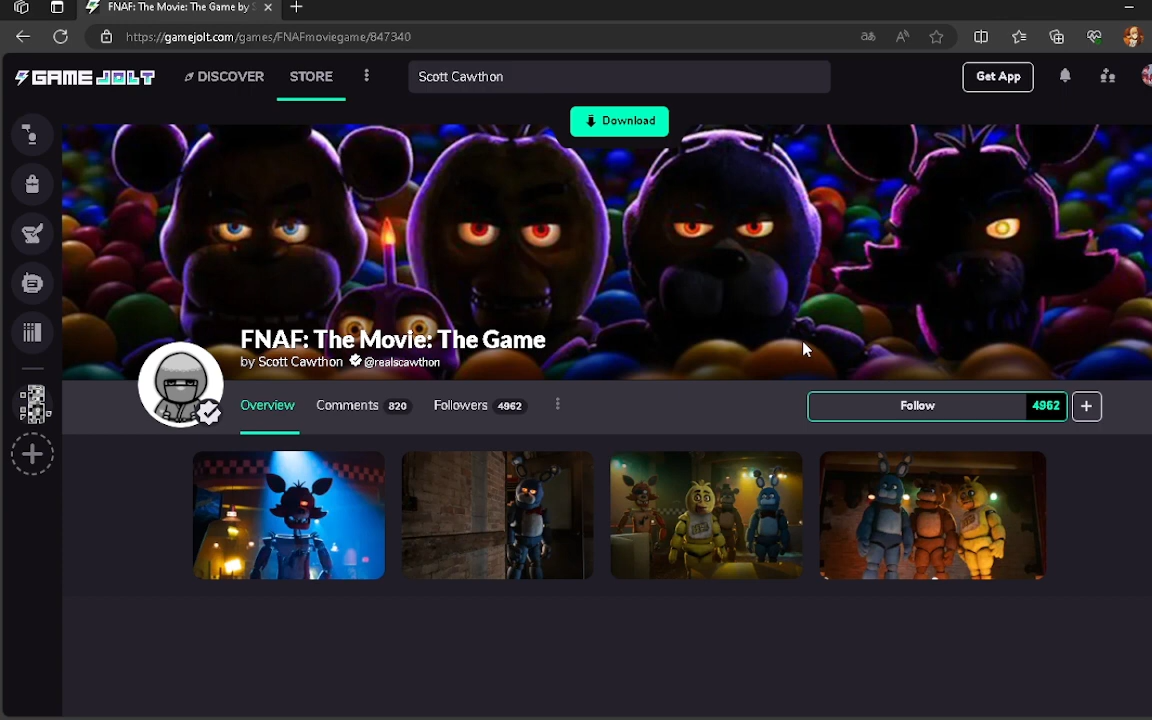 FNAF: The Movie: The Game by S
https://gamejolt.com/games/FNAFmoviegame/847340
GAME JOLT
DISCOVER
STORE
Scott Cawthon
Get App
Download
FNAF: The Movie: The Game
by Scott Cawthon @realscawthon
Overview
Comments 820
Followers 4962
Follow 4962